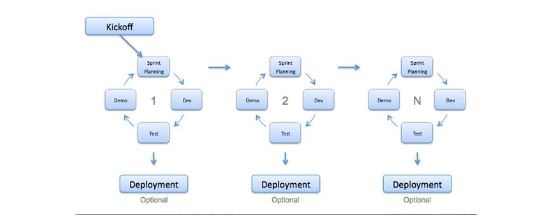 Kickoff
Sprint
Planning
Demo
1
Dev
Test
Deployment
Optional
Sprint
Planning
Demo
2
Dev
Test
Deployment
Optional
Sprint
Planning
Demo
N
Dev
Test
Deployment
Optional